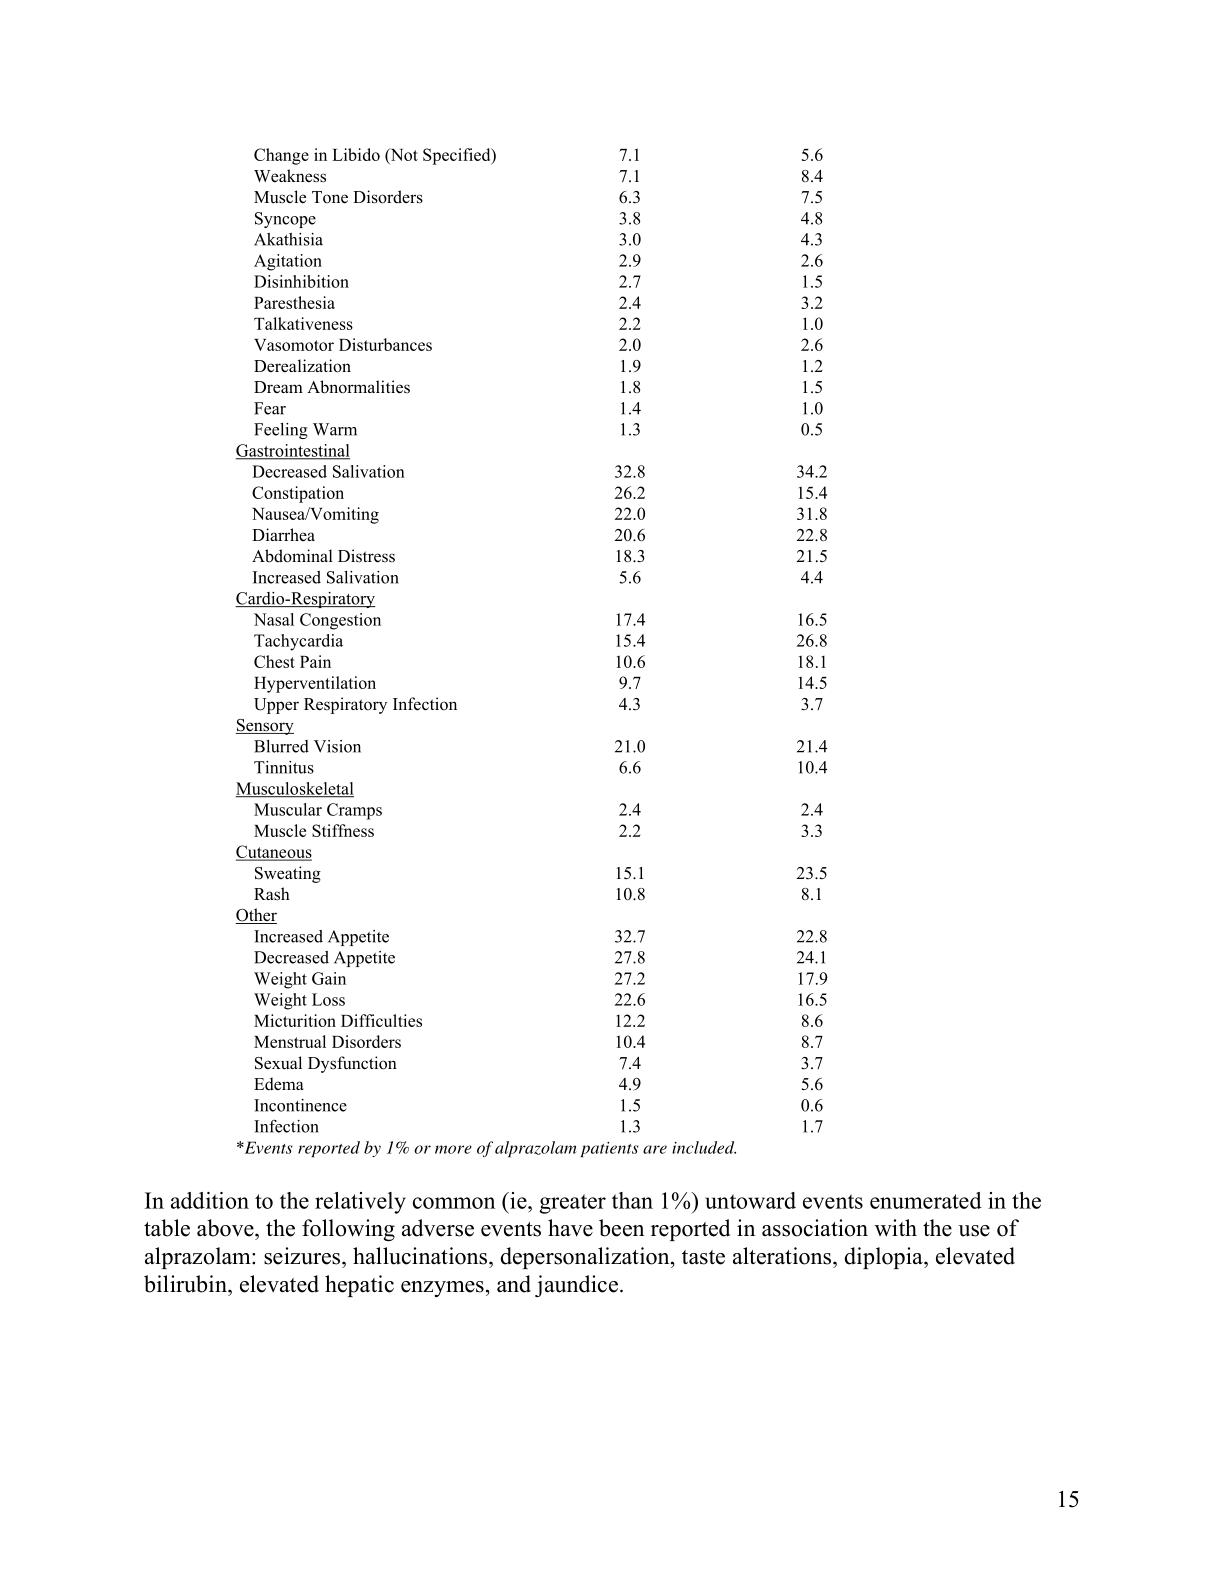 Change in Libido (Not Specified) 7.1 5.6
Weakness 7.1 8.4
Muscle Tone Disorders 6.3 7.5
Syncope 3.8 4.8
Akathisia 3.0 4.3
Agitation 2.9 2.6
Disinhibition 2.7 1.5
Paresthesia 2.4 3.2
Talkativeness 2.2 1.0
Vasomotor Disturbances 2.0 2.6
Derealization 1.9 1.2
Dream Abnormalities 1.8 1.5
Fear 1.4 1.0
Feeling Warm 1.3 0.5
Gastrointestinal
Decreased Salivation 32.8 34.2
Constipation 26.2 15.4
Nausea/Vomiting 22.0 31.8
Diarrhea 20.6 22.8
Abdominal Distress 18.3 21.5
Increased Salivation 5.6 4.4
Cardio-Respiratory
Nasal Congestion 17.4 16.5
Tachycardia 15.4 26.8
Chest Pain 10.6 18.1
Hyperventilation 9.7 14.5
Upper Respiratory Infection 4.3 3.7
Sensory
Blurred Vision 21.0 21.4
Tinnitus 6.6 10.4
Musculoskeletal
Muscular Cramps 2.4 2.4
Muscle Stiffness 2.2 3.3
Cutaneous
Sweating 15.1 23.5
Rash 10.8 8.1
Other
Increased Appetite 32.7 22.8
Decreased Appetite 27.8 24.1
Weight Gain 27.2 17.9
Weight Loss 22.6 16.5
Micturition Difficulties 12.2 8.6
Menstrual Disorders 10.4 8.7
Sexual Dysfunction 7.4 3.7
Edema 4.9 5.6
Incontinence 1.5 0.6
Infection 1.3 1.7
*Events reported by 1% or more of alprazolam patients are included.
In addition to the relatively common (ie, greater than 1%) untoward events enumerated in the
table above, the following adverse events have been reported in association with the use of
alprazolam: seizures, hallucinations, depersonalization, taste alterations, diplopia, elevated
bilirubin, elevated hepatic enzymes, and jaundice.
15